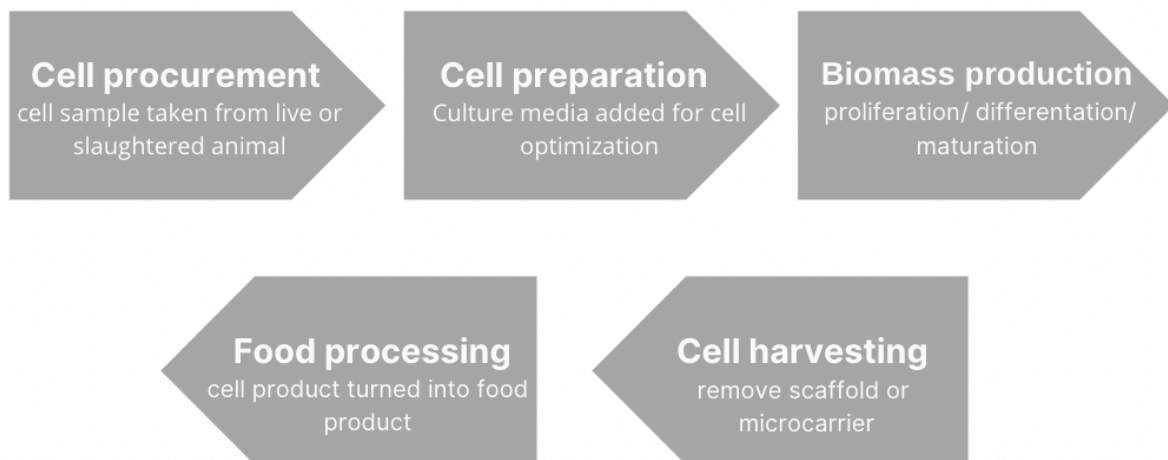 Cell procurement
cell sample taken from live or
slaughtered animal
Cell preparation
Culture media added for cell
optimization
Biomass production
proliferation/ differentation/
maturation
Food processing
cell product turned into food
product
Cell harvesting
remove scaffold or
microcarrier